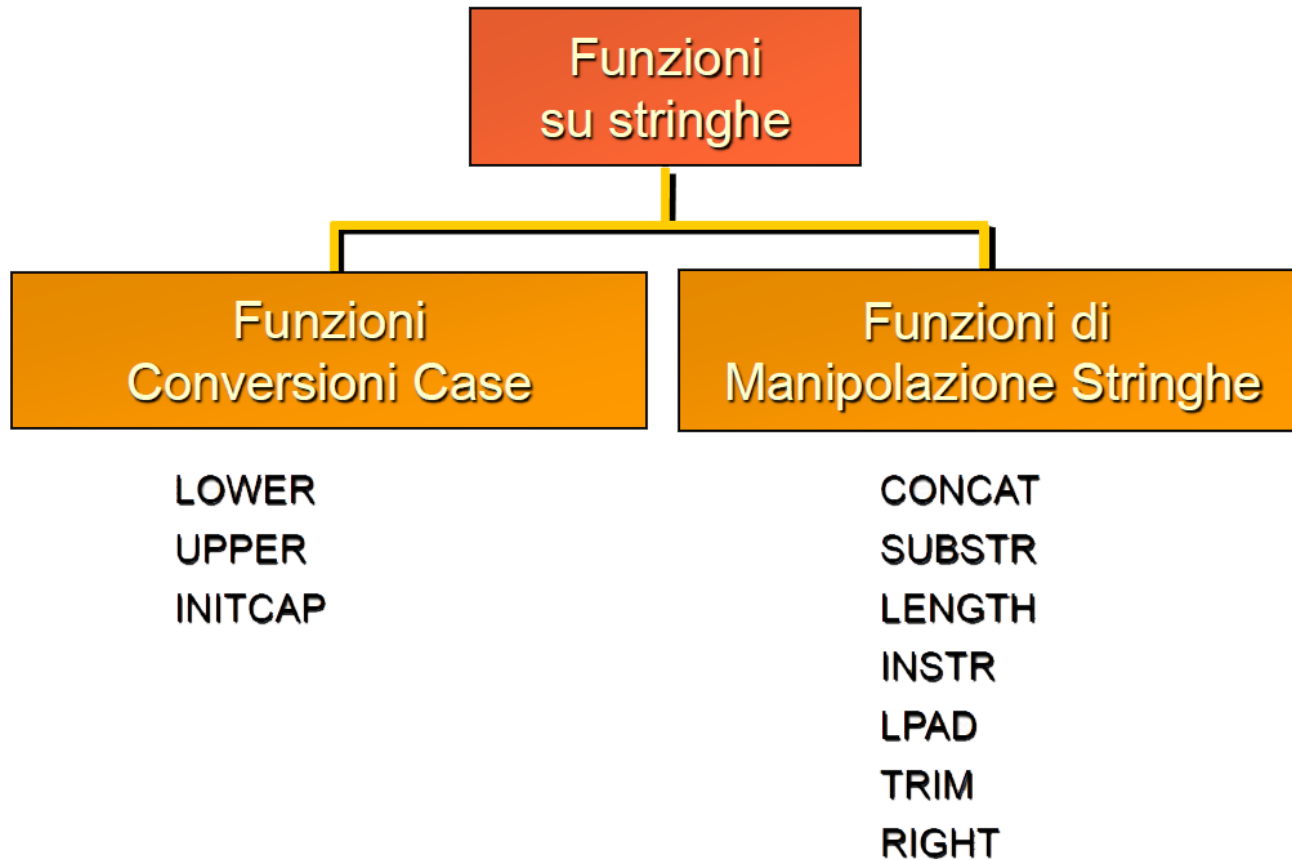 Funzioni
su stringhe
Funzioni
Conversioni Case
Funzioni di
Manipolazione Stringhe
LOWER
UPPER
INITCAP
CONCAT
SUBSTR
LENGTH
INSTR
LPAD
TRIM
RIGHT